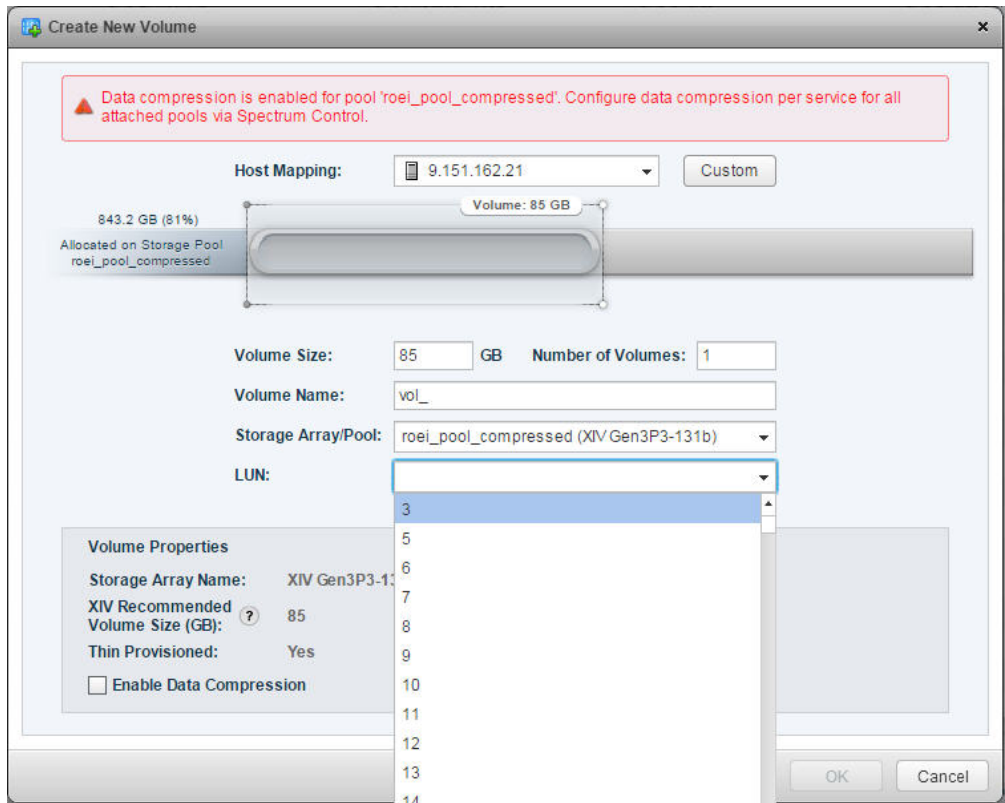 Create New Volume
Data compression is enabled for pool 'roei_pool_compressed'. Configure data compression per service for all
attached pools via Spectrum Control.
Host Mapping: 9.151.162.21 Custom
Volume: 85 GB
843.2 GB (81%)
Allocated on Storage Pool
roei_pool_compressed
Volume Size: 85 GB Number of Volumes: 1
Volume Name: vol_
Storage Array/Pool: roei_pool_compressed (XIV Gen3P3-131b)
LUN:
3
5
6
7
8
9
10
11
12
13
14
Volume Properties
Storage Array Name: XIV Gen3P3-13
XIV Recommended
Volume Size (GB): ? 85
Thin Provisioned: Yes
Enable Data Compression
OK Cancel